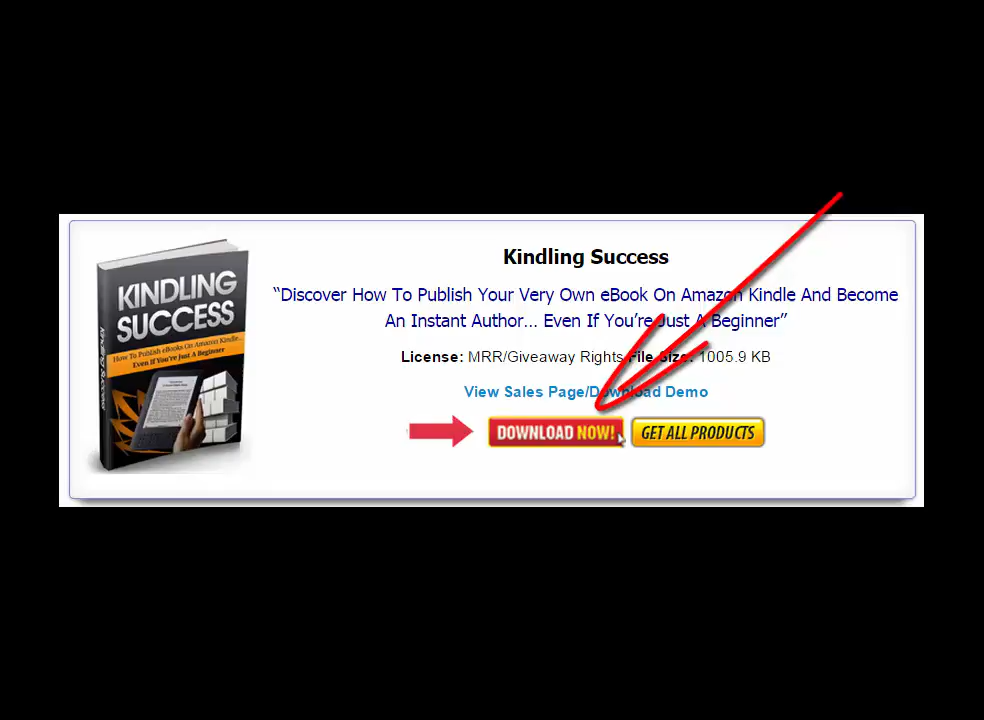 Kindling Success
“Discover How To Publish Your Very Own eBook On Amazon Kindle And Become
An Instant Author... Even If You’re Just A Beginner”
License: MRR/Giveaway Rights File Size: 1005.9 KB
View Sales Page/Download Demo
DOWNLOAD NOW!
GET ALL PRODUCTS
KINDLING
SUCCESS
How To Publish eBooks On Amazon Kindle...
Even If You're Just A Beginner
Kindling Success